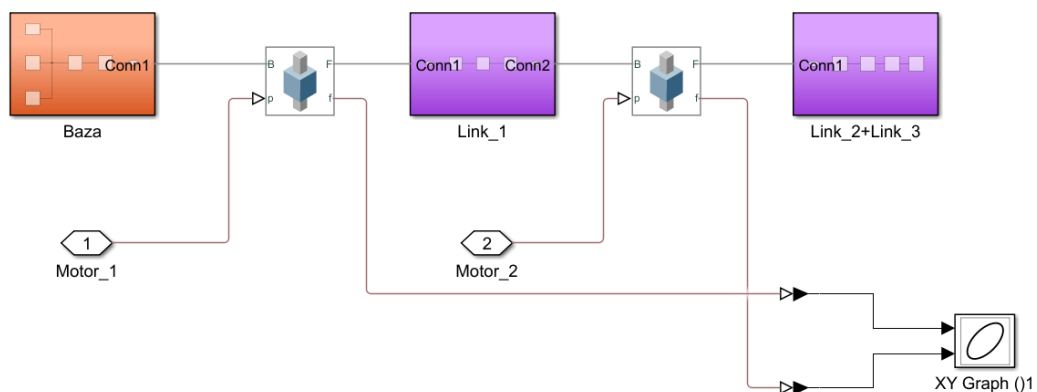 Conn1
B
F
p
f
Conn1
Conn2
B
F
p
f
Conn1
Baza
Link_1
Link_2+Link_3
1
Motor_1
2
Motor_2
XY Graph ()1